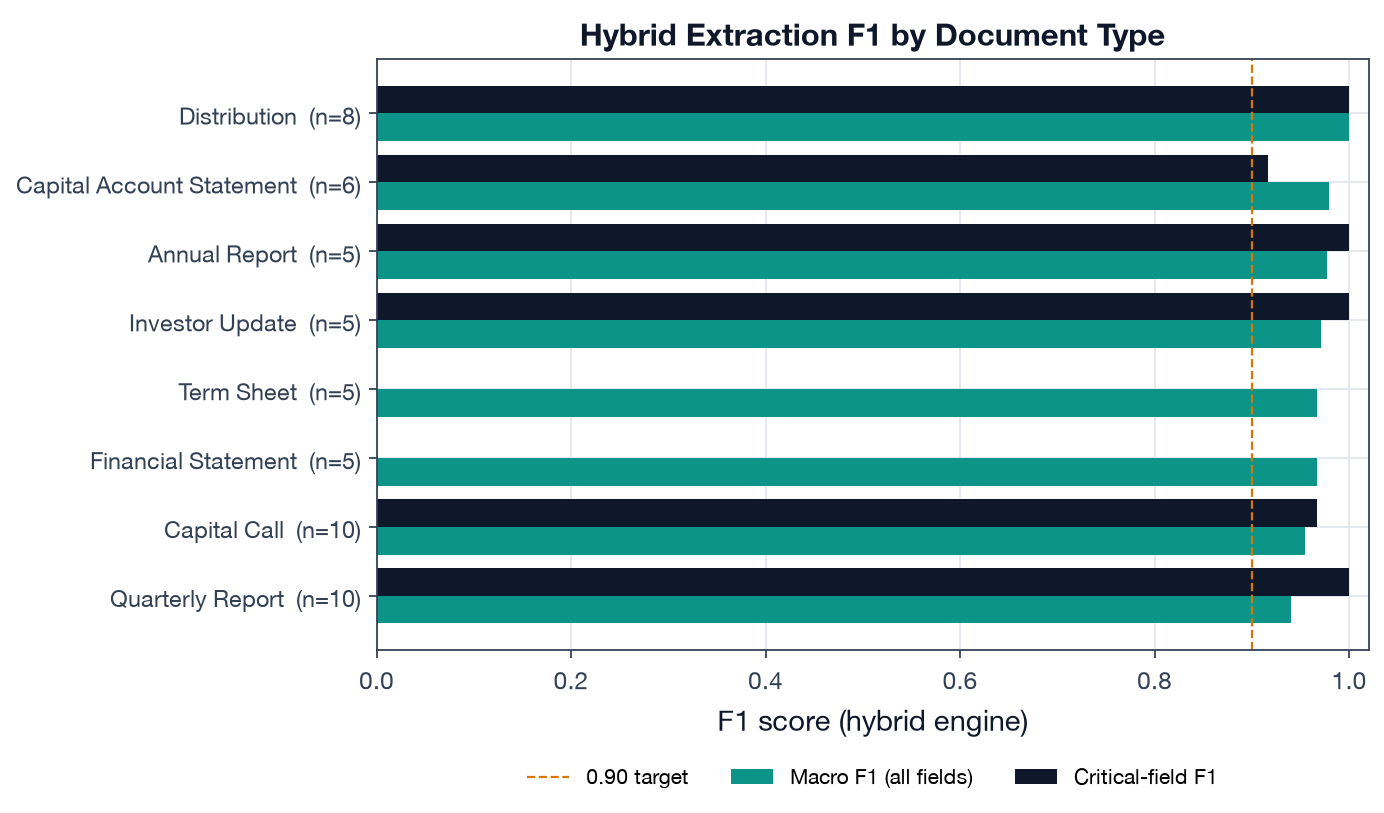 Hybrid Extraction F1 by Document Type
Distribution (n=8)
Capital Account Statement (n=6)
Annual Report (n=5)
Investor Update (n=5)
Term Sheet (n=5)
Financial Statement (n=5)
Capital Call (n=10)
Quarterly Report (n=10)
0.0 0.2 0.4 0.6 0.8 1.0
F1 score (hybrid engine)
0.90 target Macro F1 (all fields) Critical-field F1